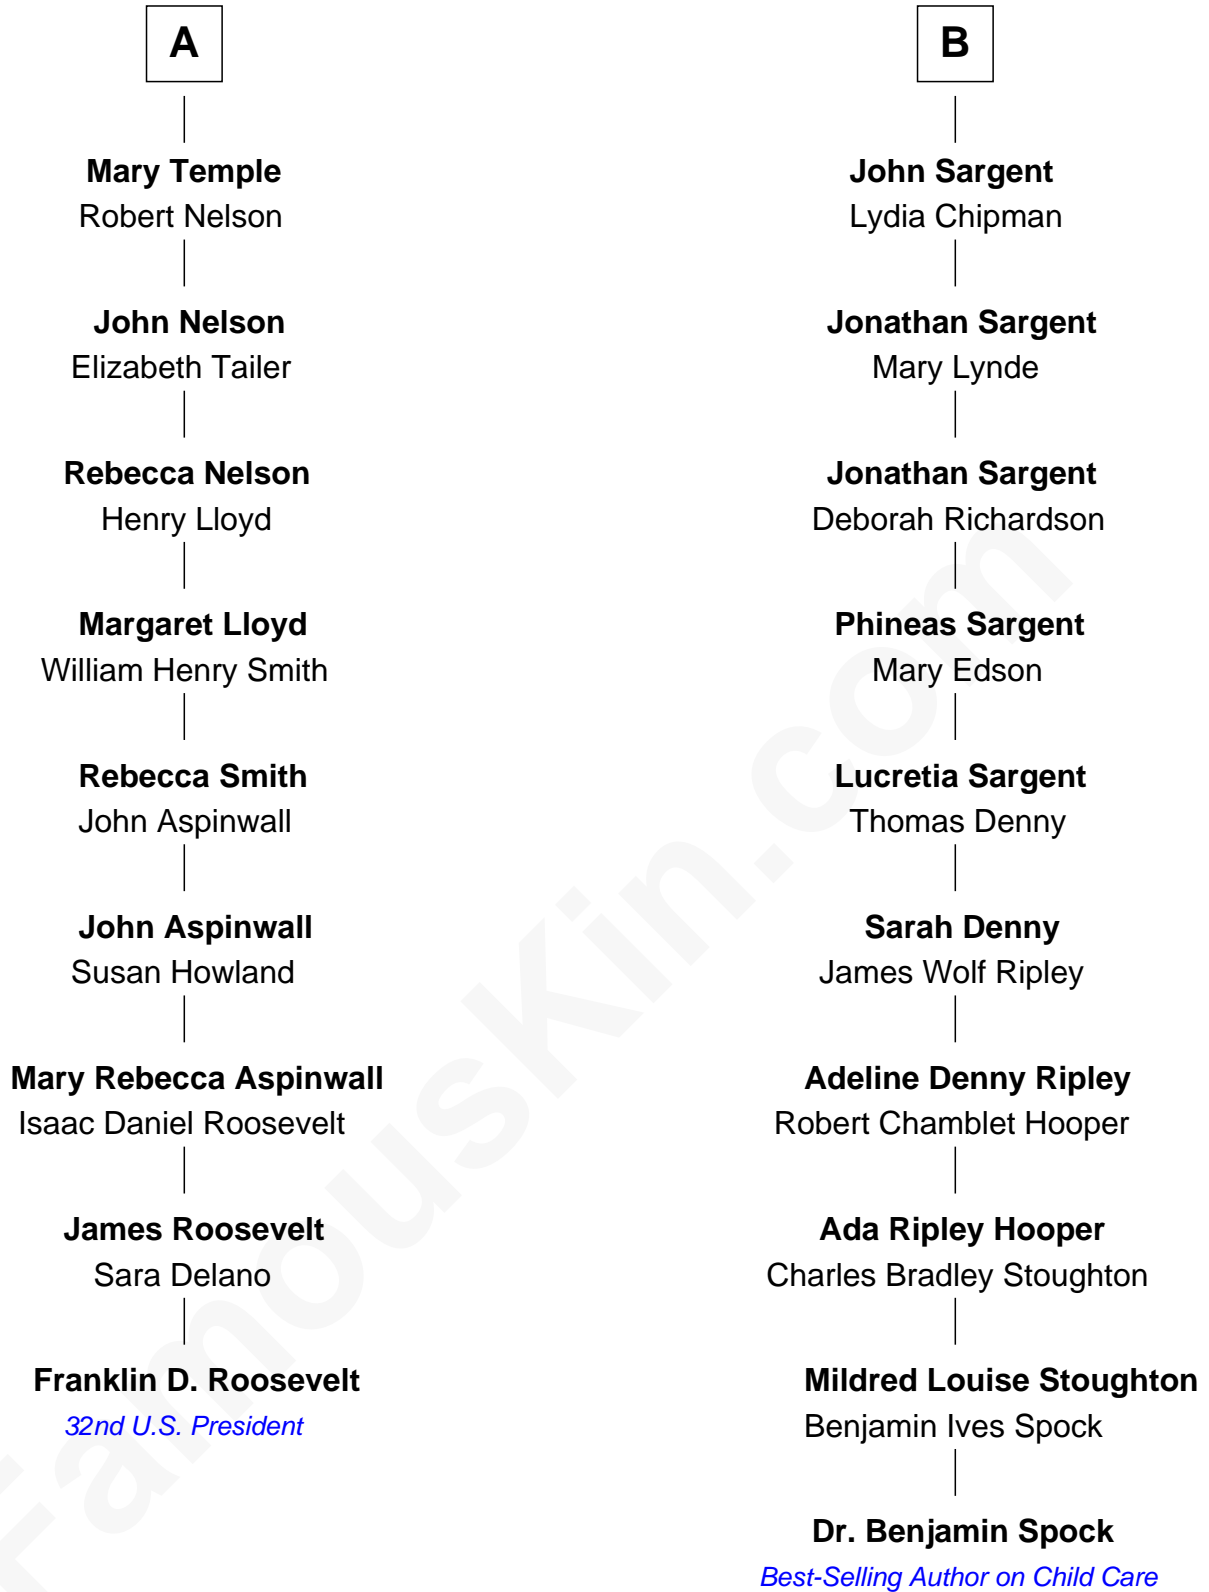 A
Mary Temple
Robert Nelson
John Nelson
Elizabeth Tailer
Rebecca Nelson
Henry Lloyd
Margaret Lloyd
William Henry Smith
Rebecca Smith
John Aspinwall
John Aspinwall
Susan Howland
Mary Rebecca Aspinwall
Isaac Daniel Roosevelt
James Roosevelt
Sara Delano
Franklin D. Roosevelt
32nd U.S. President
B
John Sargent
Lydia Chipman
Jonathan Sargent
Mary Lynde
Jonathan Sargent
Deborah Richardson
Phineas Sargent
Mary Edson
Lucretia Sargent
Thomas Denny
Sarah Denny
James Wolf Ripley
Adeline Denny Ripley
Robert Chamblet Hooper
Ada Ripley Hooper
Charles Bradley Stoughton
Mildred Louise Stoughton
Benjamin Ives Spock
Dr. Benjamin Spock
Best-Selling Author on Child Care
FamousKin.com